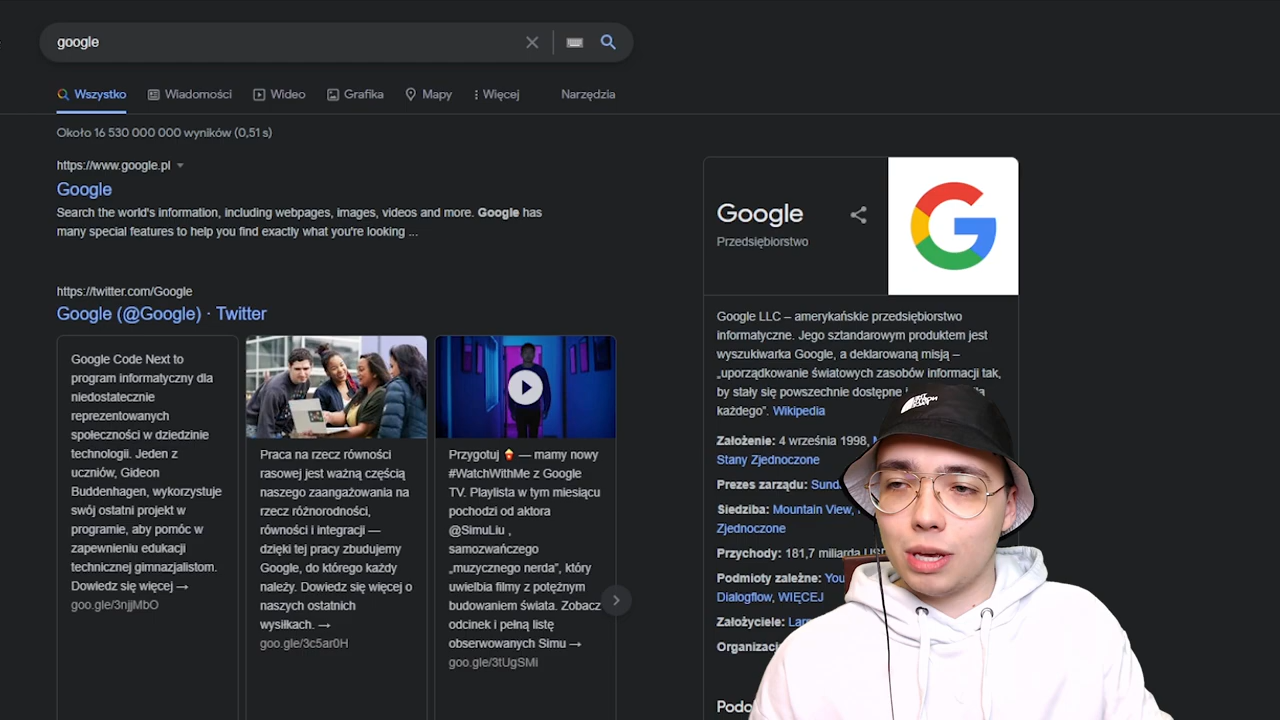 google
Wszystko
Wiadomości
Wideo
Grafika
Mapy
Więcej
Narzędzia
Około 16 530 000 000 wyników (0,51 s)
https://www.google.pl
Google
Search the world's information, including webpages, images, videos and more. Google has
many special features to help you find exactly what you're looking ...
https://twitter.com/Google
Google (@Google) · Twitter
Google Code Next to
program informatyczny dla
niedostatecznie
reprezentowanych
społeczności w dziedzinie
technologii. Jeden z
uczniów, Gideon
Buddenhagen, wykorzystuje
swój ostatni projekt w
programie, aby pomóc w
zapewnieniu edukacji
technicznej gimnazjalistom.
Dowiedz się więcej →
goo.gle/3njjMbO
Praca na rzecz równości
rasowej jest ważną częścią
naszego zaangażowania na
rzecz różnorodności,
równości i integracji —
dzięki tej pracy zbudujemy
Google, do którego każdy
należy. Dowiedz się więcej o
naszych ostatnich
wysiłkach. →
goo.gle/3c5ar0H
Przygotuj 🍿 — mamy nowy
#WatchWithMe z Google
TV. Playlista w tym miesiącu
pochodzi od aktora
@SimuLiu ,
samozwańczego
„muzycznego nerda”, który
uwielbia filmy z potężnym
budowaniem świata. Zobacz
odcinek i pełną listę
obserwowanych Simu →
goo.gle/3tUgSMi
Google
Przedsiębiorstwo
Google LLC – amerykańskie przedsiębiorstwo
informatyczne. Jego sztandarowym produktem jest
wyszukiwarka Google, a deklarowaną misją –
„uporządkowanie światowych zasobów informacji tak,
by stały się powszechnie dostępne
każdego”. Wikipedia
Założenie: 4 września 1998,
Stany Zjednoczone
Prezes zarządu:
Siedziba: Mountain View,
Zjednoczone
Przychody: 181,7 miliarda USD
Podmioty zależne:
Dialogflow, WIĘCEJ
Założyciele: